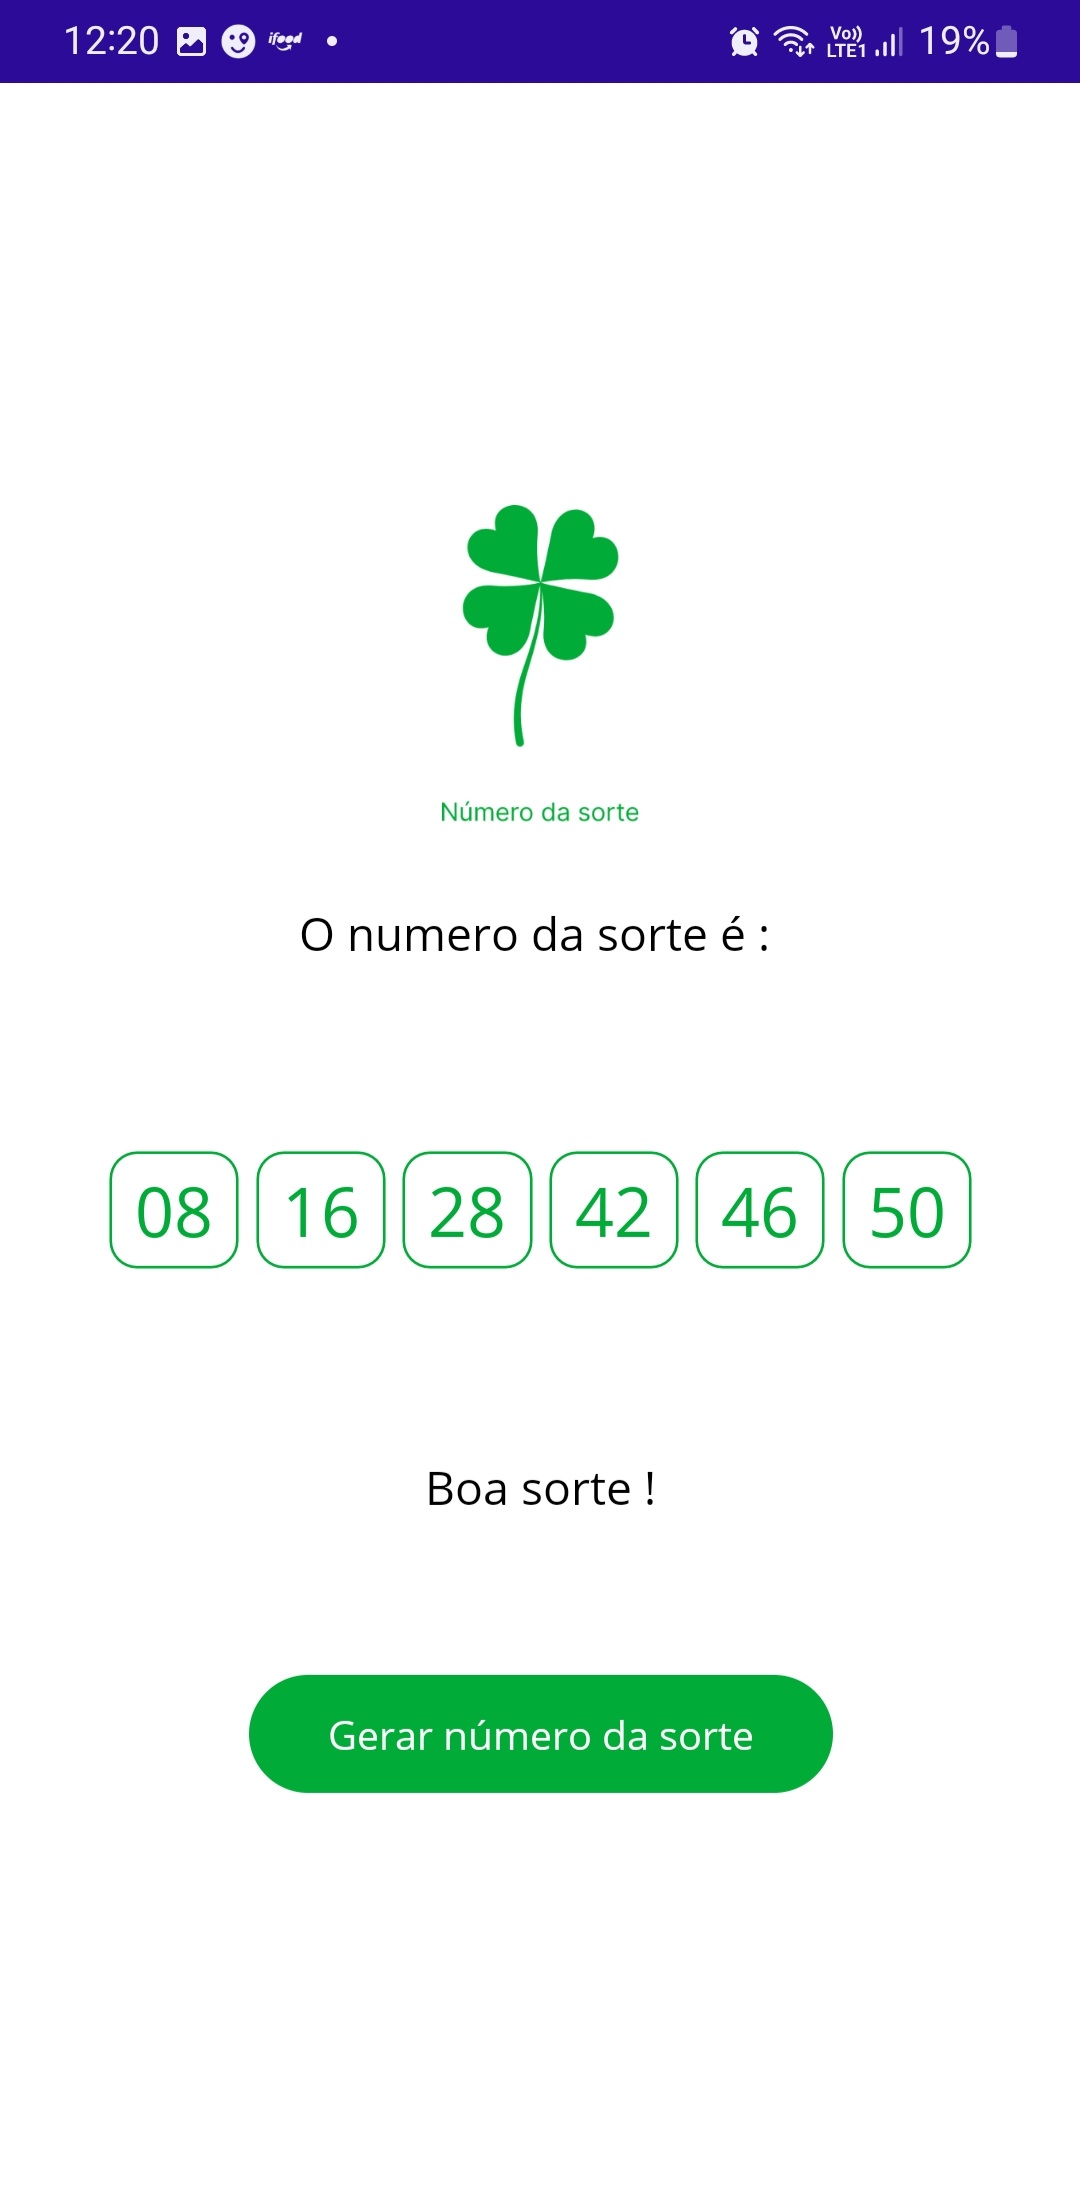 12:20 ifood Vo)) LTE1 19%
Número da sorte
O numero da sorte é :
08 16 28 42 46 50
Boa sorte !
Gerar número da sorte